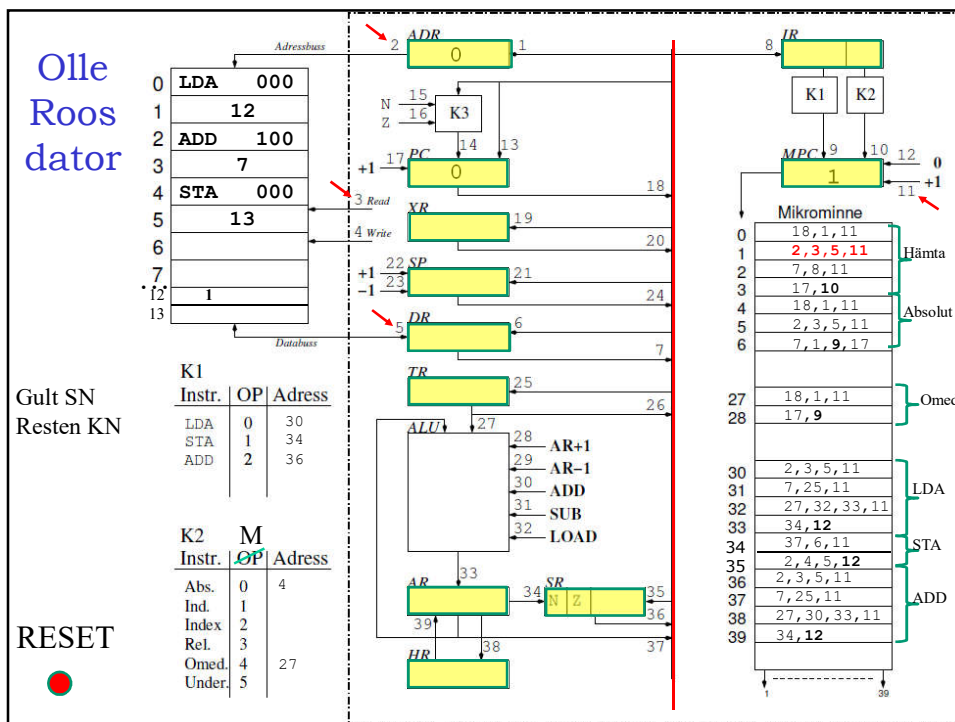 Olle
Roos
dator
Adressbuss
0 LDA 000
1 12
2 ADD 100
3 7
4 STA 000
5 13
6
7
...
12 1
13
Databuss
3 Read
4 Write
Gult SN
Resten KN
RESET
K1
Instr. OP Adress
LDA 0 30
STA 1 34
ADD 2 36
K2 M
Instr. OP Adress
Abs. 0 4
Ind. 1
Index 2
Rel. 3
Omed. 4 27
Under. 5
ADR
2 0 1
N 15
Z 16
K3
14 13
PC
+1 17 0 18
XR
19
20
+1 22
-1 23
SP
21
24
DR
5 6
7
TR
25
26
27
ALU
28 AR+1
29 AR−1
30 ADD
31 SUB
32 LOAD
33
AR
34
SR
N Z
35
36
37
39
38
HR
IR
8
K1 K2
9 10
MPC
1
12 0
11 +1
Mikrominne
0 18,1,11
1 2,3,5,11
2 7,8,11
3 17,10
Hämta
4 18,1,11
5 2,3,5,11
6 7,1,9,17
Absolut
27 18,1,11
28 17,9
Omed
30 2,3,5,11
31 7,25,11
32 27,32,33,11
33 34,12
LDA
34 37,6,11
35 2,4,5,12
STA
36 2,3,5,11
37 7,25,11
38 27,30,33,11
39 34,12
ADD
1 39